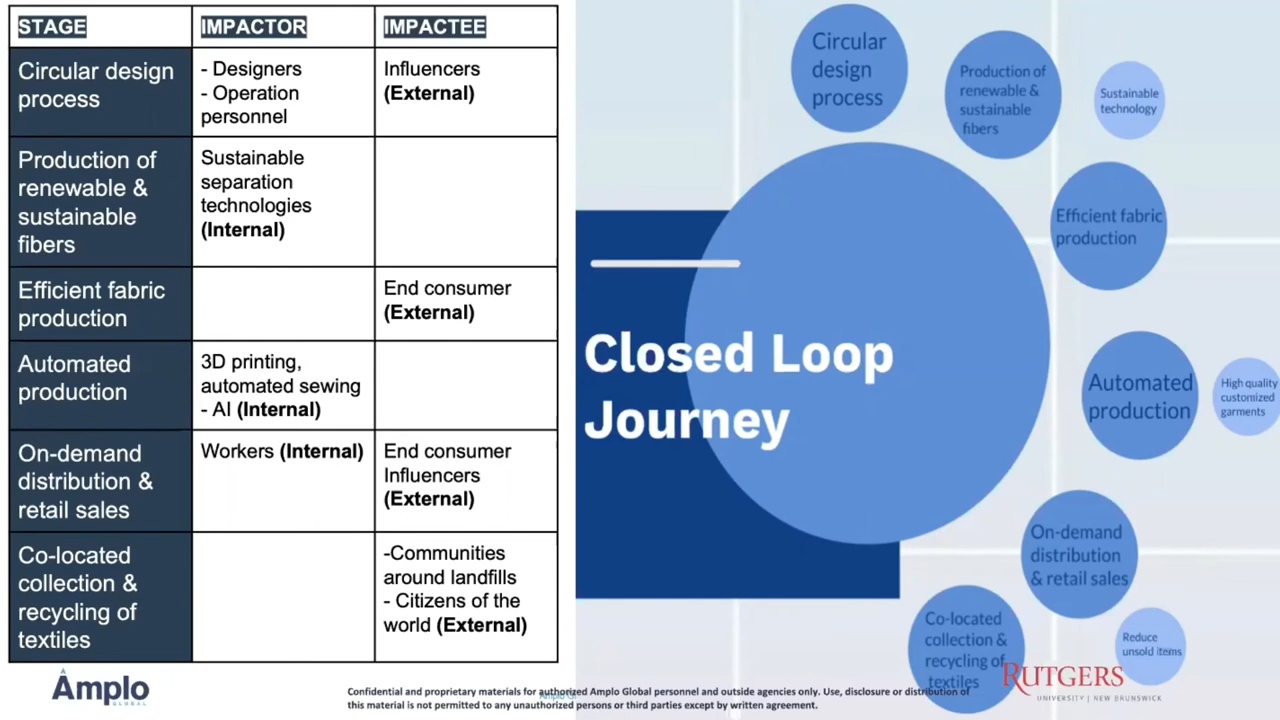 STAGE
IMPACTOR
IMPACTEE
Circular design
process
- Designers
- Operation
personnel
Influencers
(External)
Production of
renewable &
sustainable
fibers
Sustainable
separation
technologies
(Internal)
Efficient fabric
production
End consumer
(External)
Automated
production
3D printing,
automated sewing
- AI (Internal)
On-demand
distribution &
retail sales
Workers (Internal)
End consumer
Influencers
(External)
Co-located
collection &
recycling of
textiles
-Communities
around landfills
- Citizens of the
world (External)
Closed Loop
Journey
Circular
design
process
Production of
renewable &
sustainable
fibers
Sustainable
technology
Efficient fabric
production
Automated
production
High quality
customized
garments
On-demand
distribution
& retail sales
Co-located
collection &
recycling of
textiles
Reduce
unsold items
Amplo
GLOBAL
Confidential and proprietary materials for authorized Amplo Global personnel and outside agencies only. Use, disclosure or distribution of
this material is not permitted to any unauthorized persons or third parties except by written agreement.
RUTGERS
UNIVERSITY | NEW BRUNSWICK